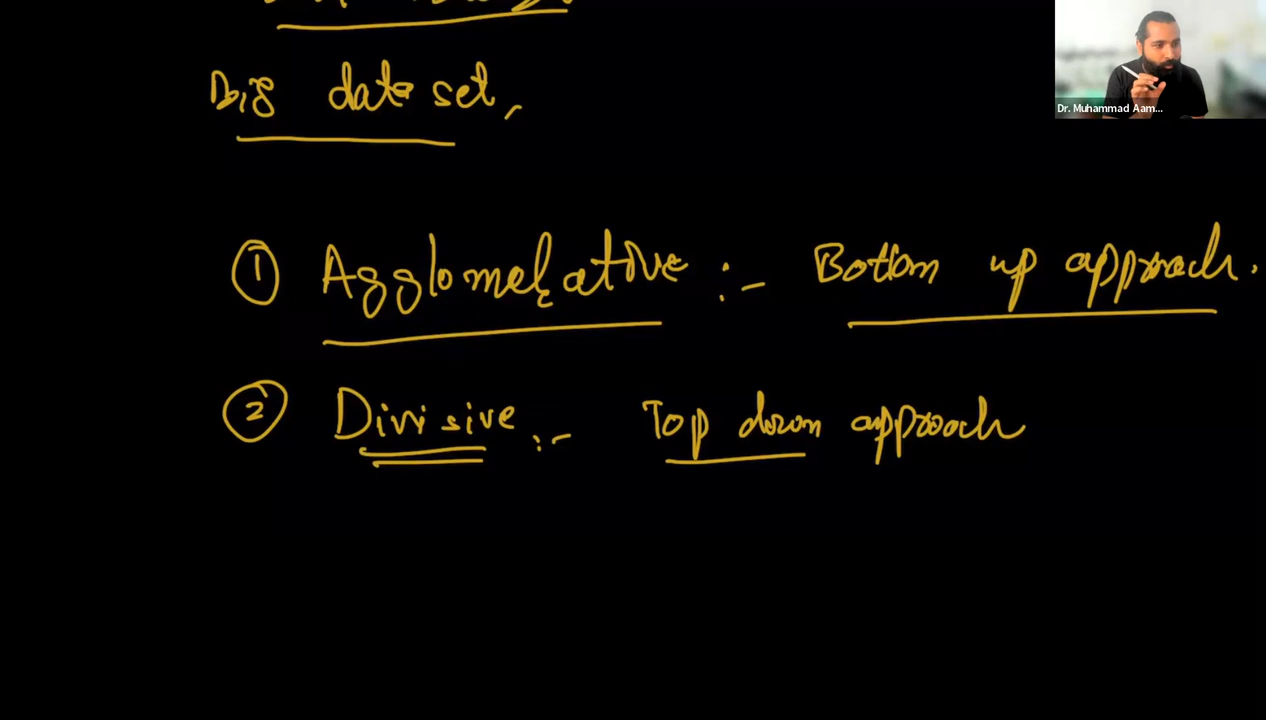 Big data set,
① Agglomerative :- Bottom up approach.
② Divisive :- Top down approach
Dr. Muhammad Aam...